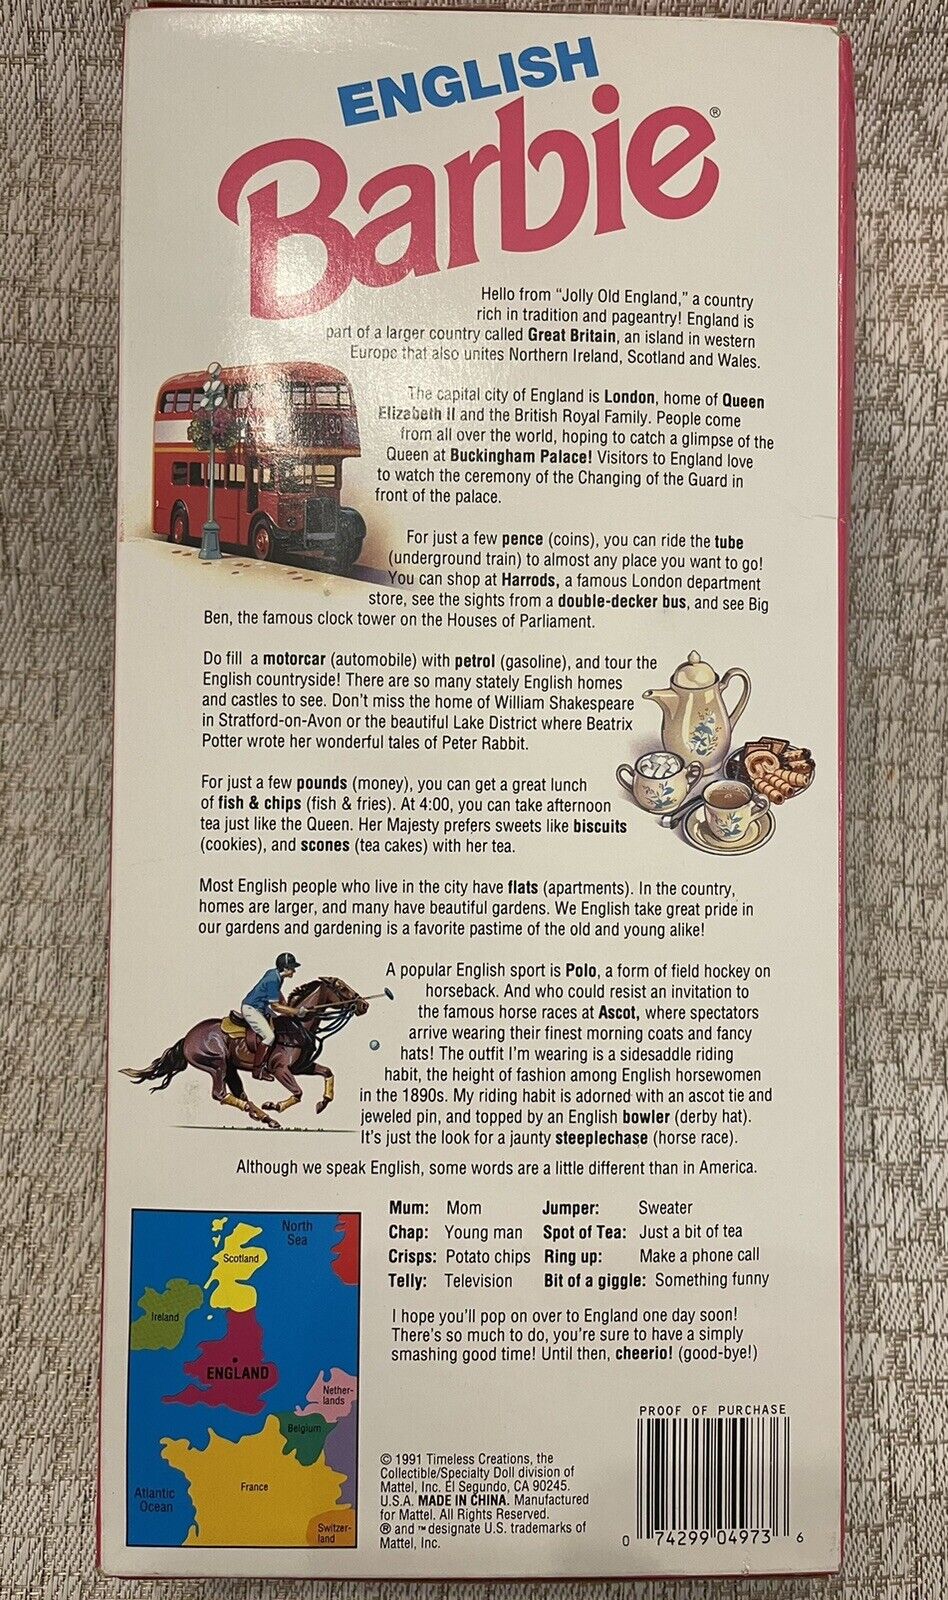 ENGLISH
Barbie®
Hello from “Jolly Old England,” a country
rich in tradition and pageantry! England is
part of a larger country called Great Britain, an island in western
Europe that also unites Northern Ireland, Scotland and Wales.
The capital city of England is London, home of Queen
Elizabeth II and the British Royal Family. People come
from all over the world, hoping to catch a glimpse of the
Queen at Buckingham Palace! Visitors to England love
to watch the ceremony of the Changing of the Guard in
front of the palace.
For just a few pence (coins), you can ride the tube
(underground train) to almost any place you want to go!
You can shop at Harrods, a famous London department
store, see the sights from a double-decker bus, and see Big
Ben, the famous clock tower on the Houses of Parliament.
Do fill a motorcar (automobile) with petrol (gasoline), and tour the
English countryside! There are so many stately English homes
and castles to see. Don't miss the home of William Shakespeare
in Stratford-on-Avon or the beautiful Lake District where Beatrix
Potter wrote her wonderful tales of Peter Rabbit.
For just a few pounds (money), you can get a great lunch
of fish & chips (fish & fries). At 4:00, you can take afternoon
tea just like the Queen. Her Majesty prefers sweets like biscuits
(cookies), and scones (tea cakes) with her tea.
Most English people who live in the city have flats (apartments). In the country,
homes are larger, and many have beautiful gardens. We English take great pride in
our gardens and gardening is a favorite pastime of the old and young alike!
A popular English sport is Polo, a form of field hockey on
horseback. And who could resist an invitation to
the famous horse races at Ascot, where spectators
arrive wearing their finest morning coats and fancy
hats! The outfit I'm wearing is a sidesaddle riding
habit, the height of fashion among English horsewomen
in the 1890s. My riding habit is adorned with an ascot tie and
jeweled pin, and topped by an English bowler (derby hat).
It's just the look for a jaunty steeplechase (horse race).
Although we speak English, some words are a little different than in America.
Mum: Mom Jumper: Sweater
Chap: Young man Spot of Tea: Just a bit of tea
Crisps: Potato chips Ring up: Make a phone call
Telly: Television Bit of a giggle: Something funny
I hope you'll pop on over to England one day soon!
There's so much to do, you're sure to have a simply
smashing good time! Until then, cheerio! (good-bye!)
North
Sea
Scotland
Ireland
ENGLAND
Nether-
lands
Belgium
France
Atlantic
Ocean
Switzer-
land
© 1991 Timeless Creations, the
Collectible/Specialty Doll division of
Mattel, Inc. El Segundo, CA 90245.
U.S.A. MADE IN CHINA. Manufactured
for Mattel. All Rights Reserved.
® and ™ designate U.S. trademarks of
Mattel, Inc.
PROOF OF PURCHASE
0 74299 04973 6